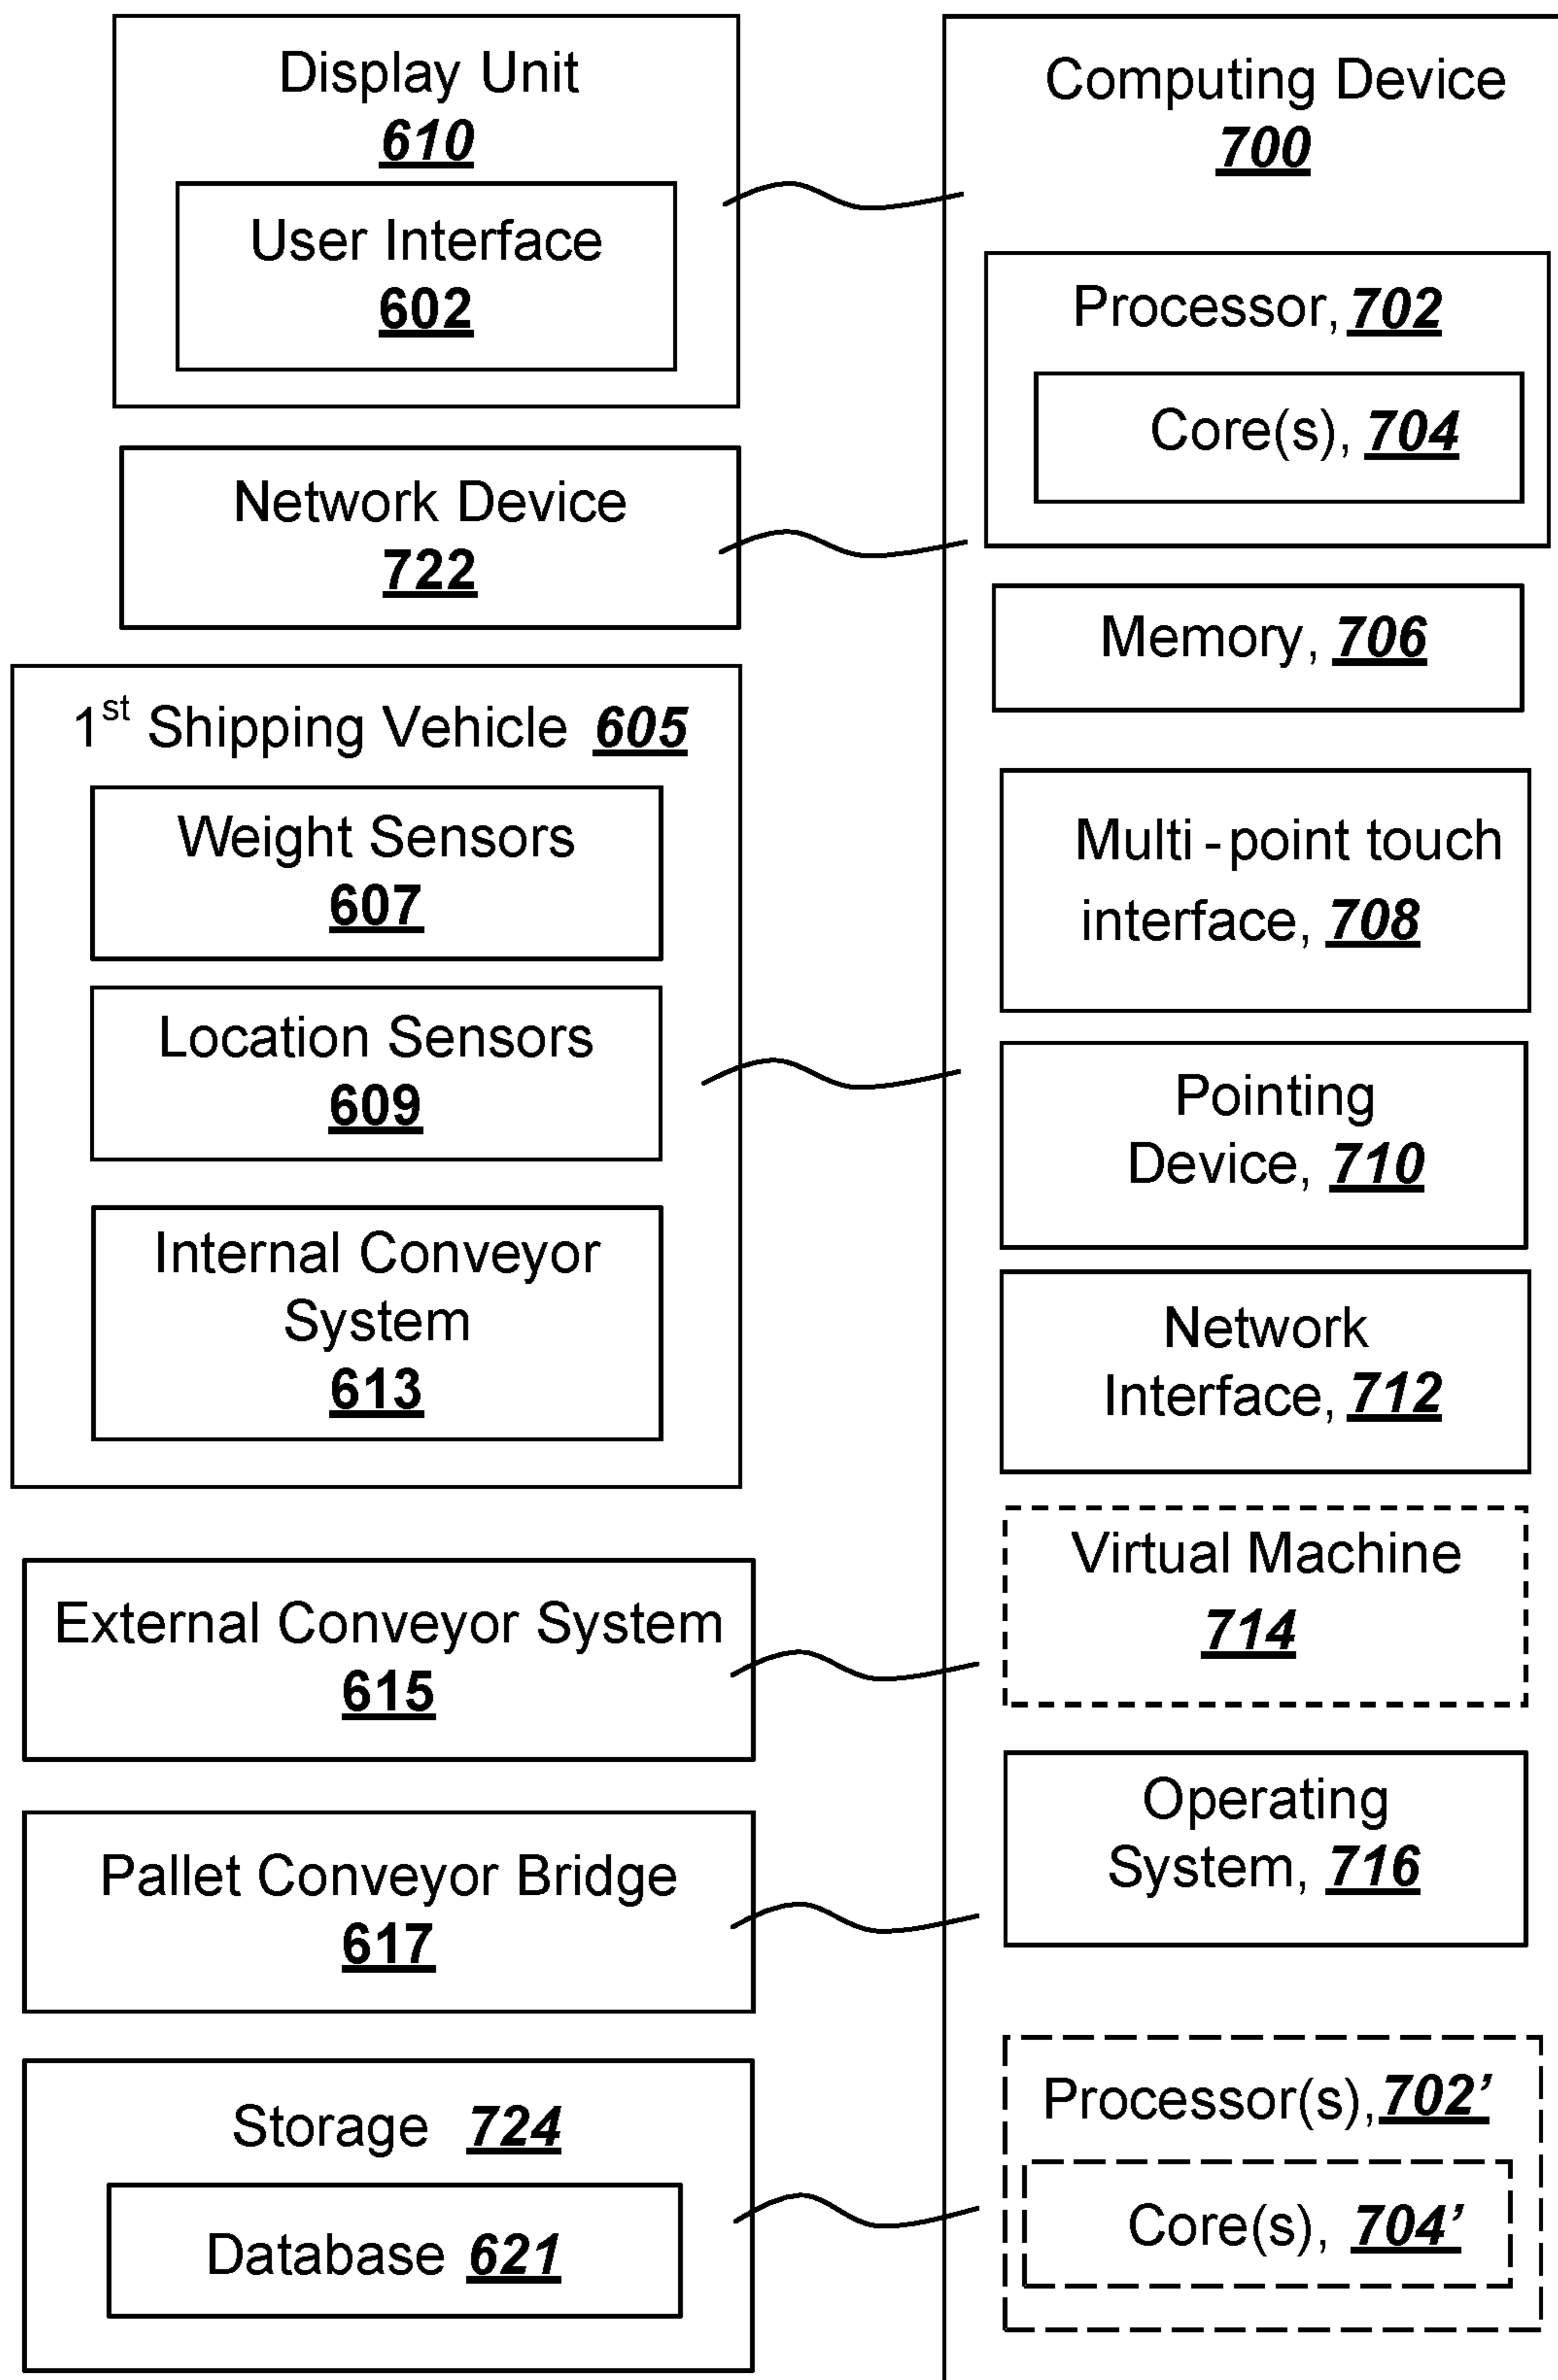 Display Unit
610
User Interface
602
Network Device
722
1st Shipping Vehicle 605
Weight Sensors
607
Location Sensors
609
Internal Conveyor
System
613
External Conveyor System
615
Pallet Conveyor Bridge
617
Storage 724
Database 621
Computing Device
700
Processor, 702
Core(s), 704
Memory, 706
Multi-point touch
interface, 708
Pointing
Device, 710
Network
Interface, 712
Virtual Machine
714
Operating
System, 716
Processor(s), 702’
Core(s), 704’